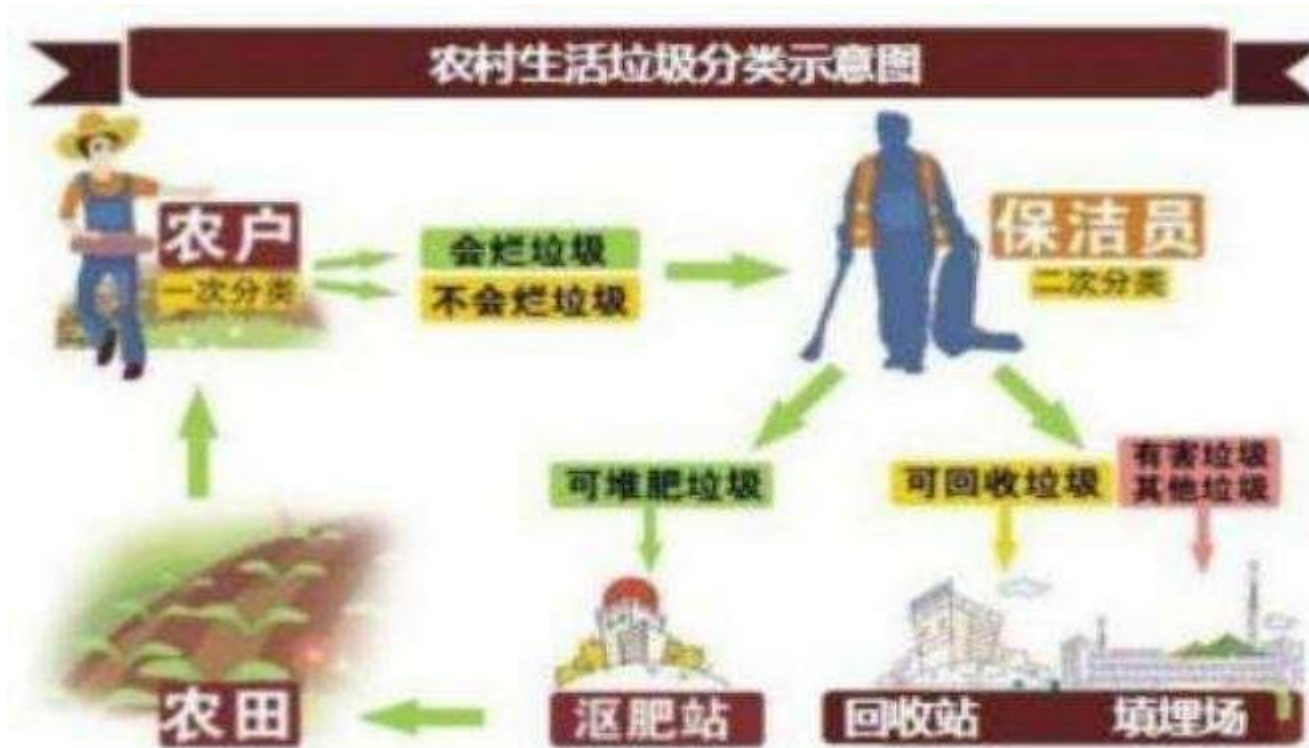 农村生活垃圾分类示意图
农户
一次分类
会烂垃圾
不会烂垃圾
保洁员
二次分类
可堆肥垃圾
可回收垃圾
有害垃圾
其他垃圾
农田
沤肥站
回收站
填埋场